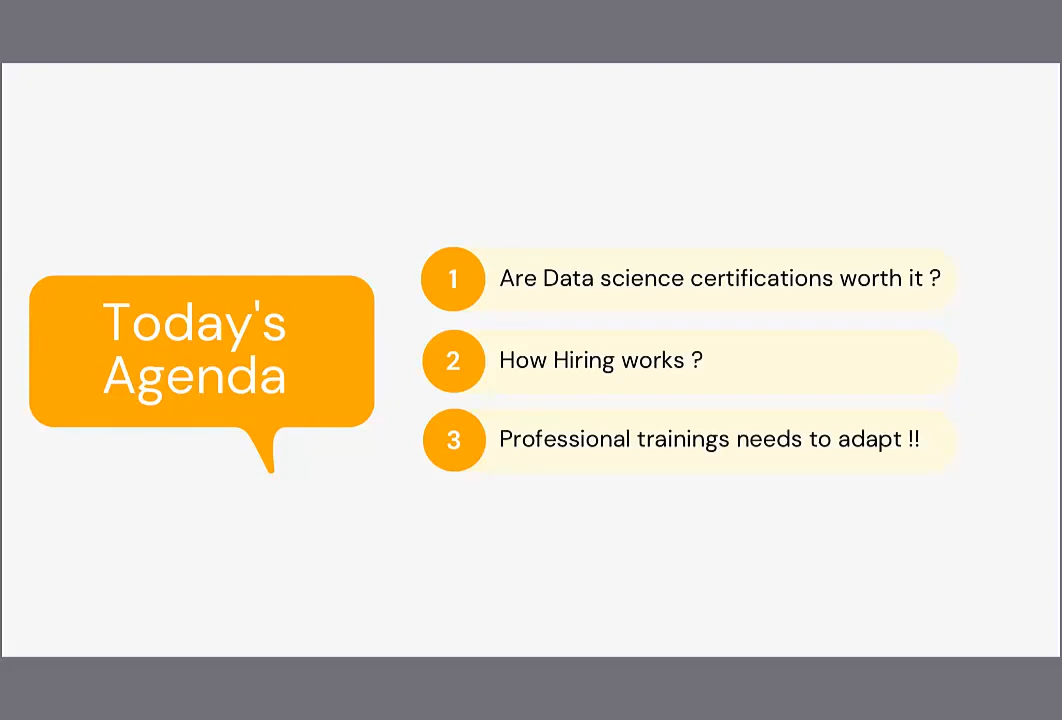 Today's
Agenda
1 Are Data science certifications worth it ?
2 How Hiring works ?
3 Professional trainings needs to adapt !!